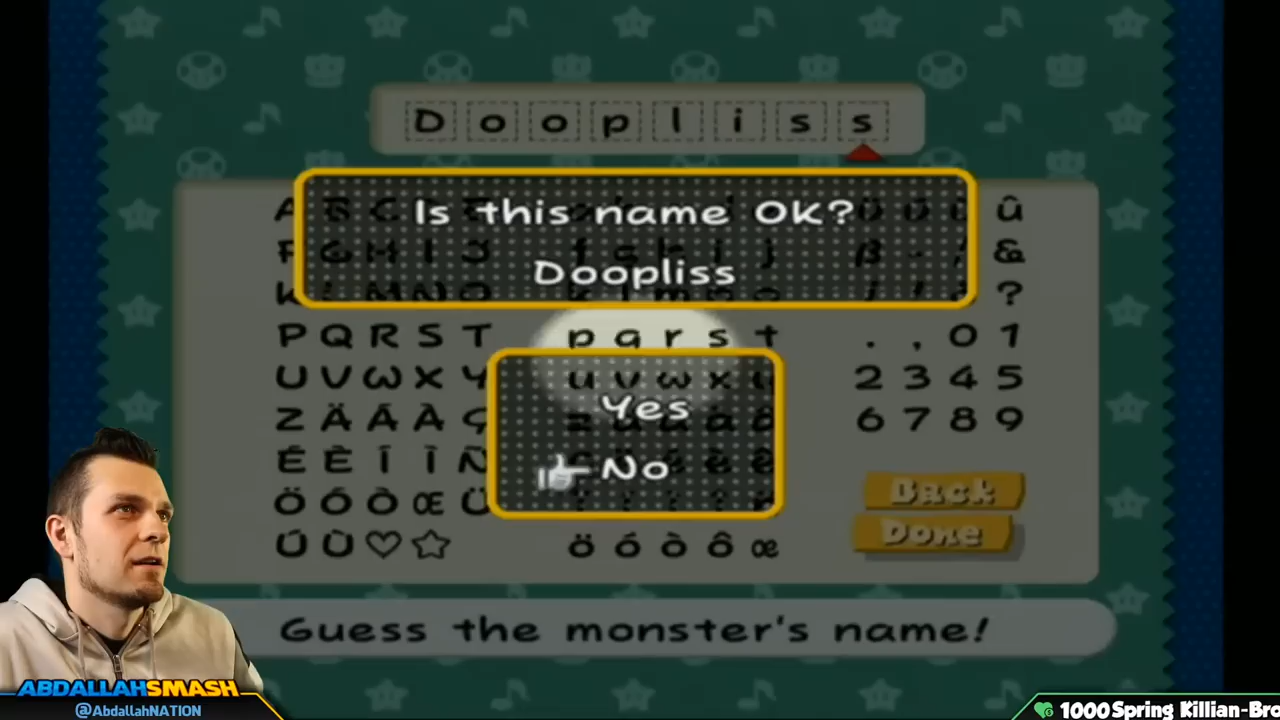 Doopliss
Is this name OK?
Doopliss
û
&
?
P Q R S T p q r s t . , 0 1
U V W X Y u v w x 2 3 4 5
Z Ä Á À Ç 6 7 8 9
É È Î Ì Ñ
Yes
No
Ö Ó Ò Œ Ü
Back
Done
Ú Ù ♡ ☆ ö ó ò ô œ
Guess the monster's name!
ABDALLAHSMASH
@AbdallahNATION
1000 Spring Killian-Bro